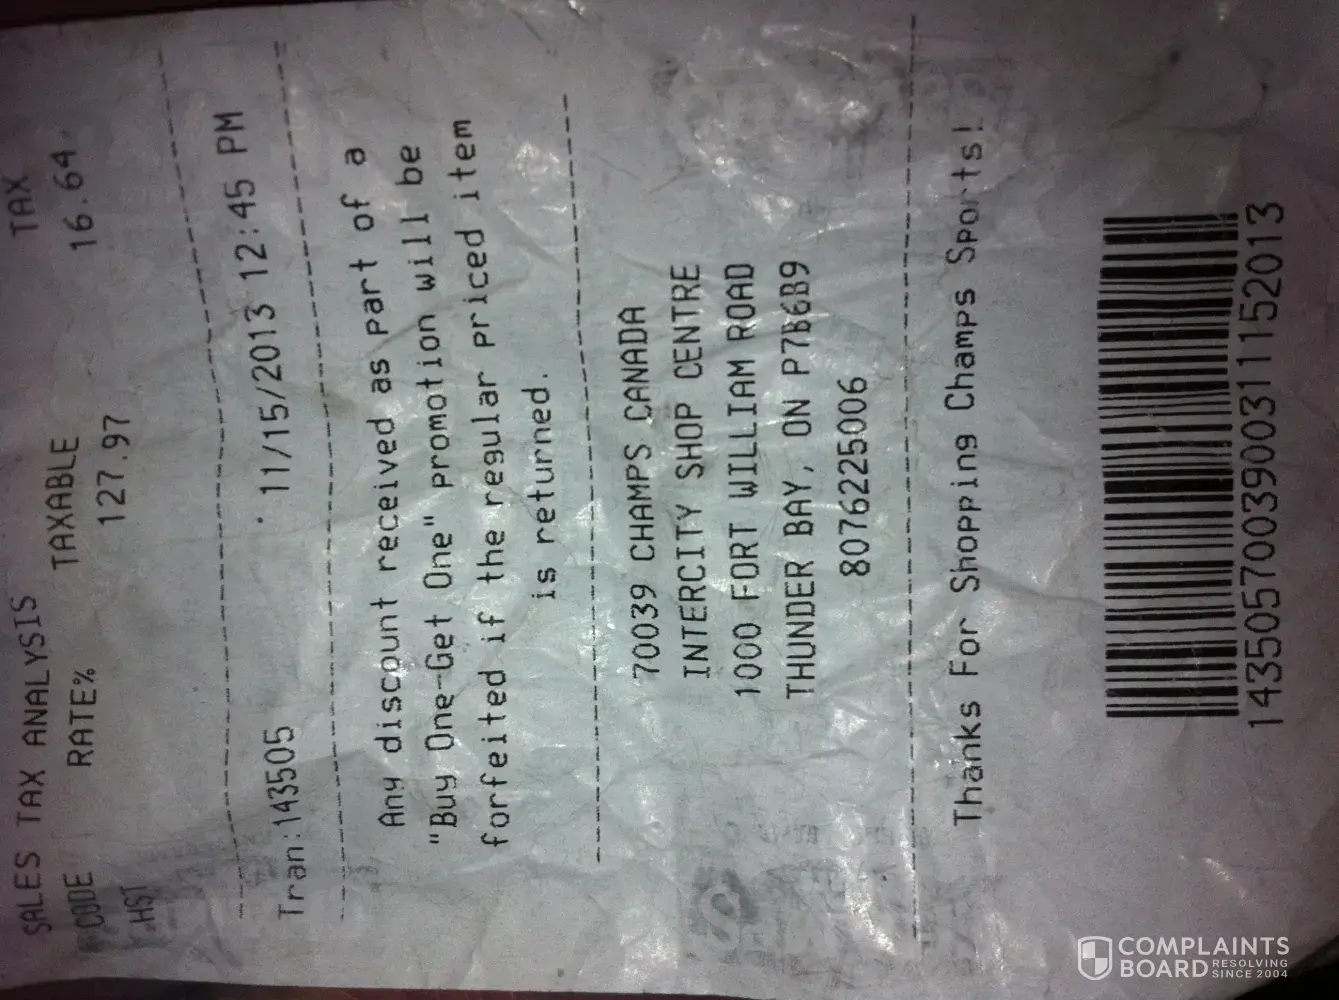 SALES TAX ANALYSIS
CODE RATE% TAXABLE TAX
HST 127.97 16.64
Tran:143505 11/15/2013 12:45 PM
Any discount received as part of a
"Buy One-Get One" promotion will be
forfeited if the regular priced item
is returned.
70039 CHAMPS CANADA
INTERCITY SHOP CENTRE
1000 FORT WILLIAM ROAD
THUNDER BAY, ON P7B6B9
8076225006
Thanks For Shopping Champs Sports!
1435057003900311152013
COMPLAINTS
BOARD RESOLVING
SINCE 2004